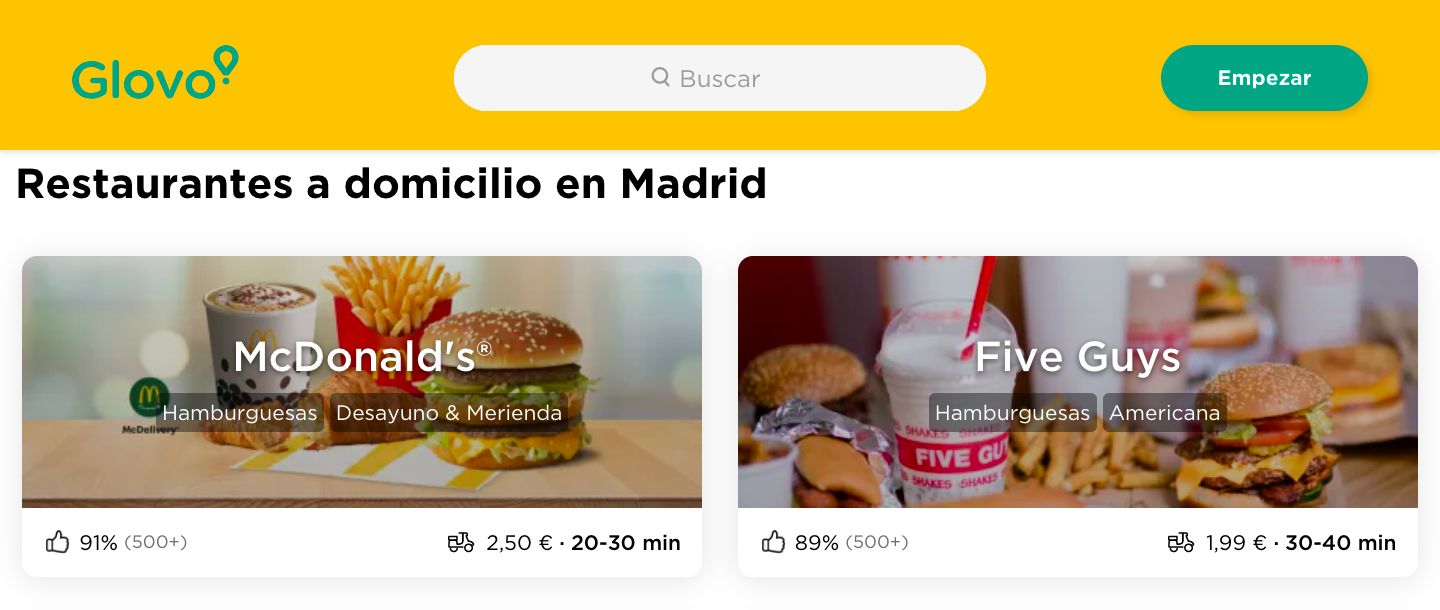 Glovo
Buscar
Empezar
Restaurantes a domicilio en Madrid
McDonald's®
Hamburguesas Desayuno & Merienda
McDelivery
91% (500+)
2,50 € · 20-30 min
Five Guys
Hamburguesas Americana
SHAKES SHAKES
FIVE GU
SHAKES SHAKES
89% (500+)
1,99 € · 30-40 min